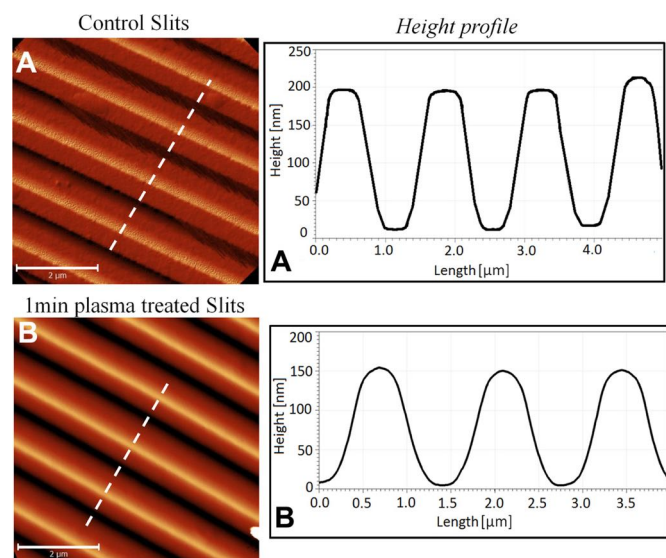 Control Slits
Height profile
A
2 µm
250
200
150
100
50
0
Height [nm]
0.0 1.0 2.0 3.0 4.0
Length [µm]
A
1min plasma treated Slits
B
2 µm
200
150
100
50
0
Height [nm]
0.0 0.5 1.0 1.5 2.0 2.5 3.0 3.5
Length [µm]
B